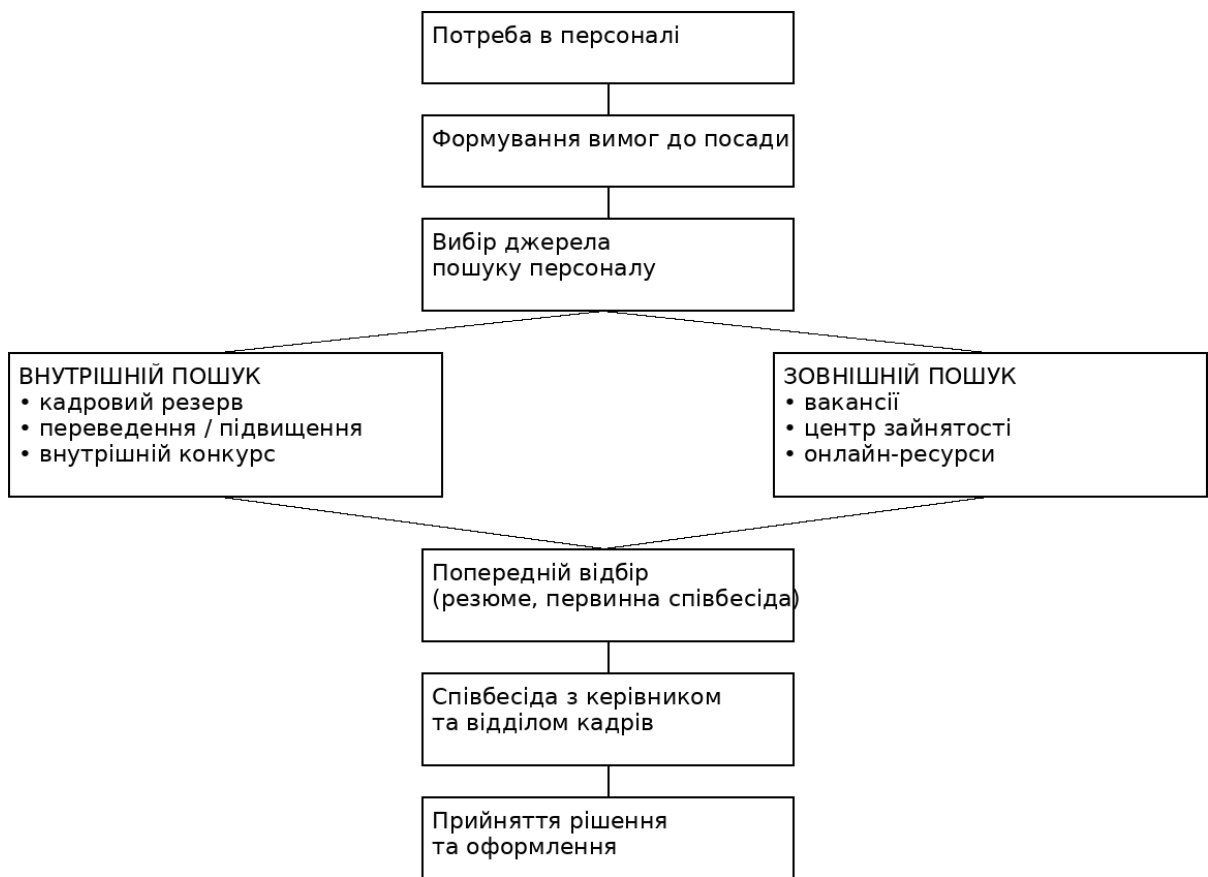 Потреба в персоналі
Формування вимог до посади
Вибір джерела
пошуку персоналу
ВНУТРІШНІЙ ПОШУК
• кадровий резерв
• переведення / підвищення
• внутрішній конкурс
ЗОВНІШНІЙ ПОШУК
• вакансії
• центр зайнятості
• онлайн-ресурси
Попередній відбір
(резюме, первинна співбесіда)
Співбесіда з керівником
та відділом кадрів
Прийняття рішення
та оформлення